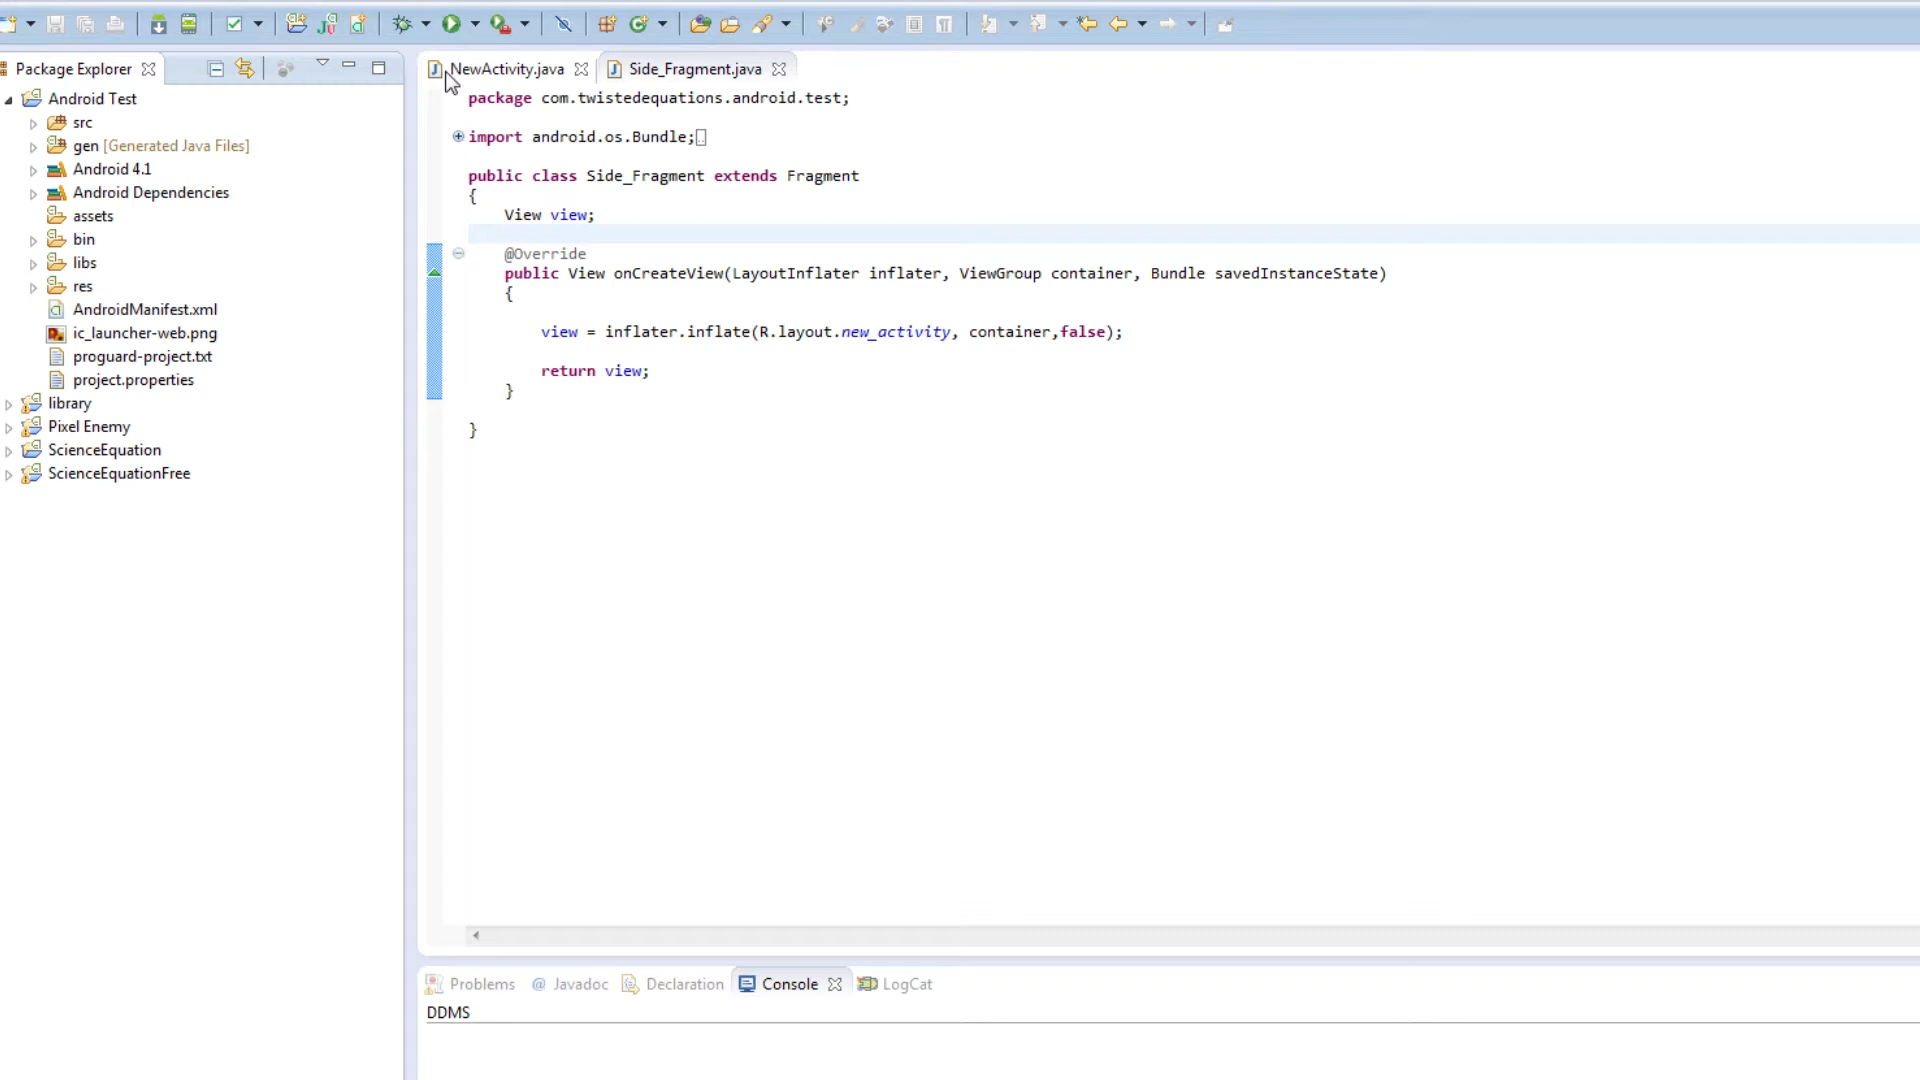 Package Explorer
Android Test
src
gen [Generated Java Files]
Android 4.1
Android Dependencies
assets
bin
libs
res
AndroidManifest.xml
ic_launcher-web.png
proguard-project.txt
project.properties
library
Pixel Enemy
ScienceEquation
ScienceEquationFree
NewActivity.java
Side_Fragment.java
package com.twistedequations.android.test;
import android.os.Bundle;
public class Side_Fragment extends Fragment
{
View view;
@Override
public View onCreateView(LayoutInflater inflater, ViewGroup container, Bundle savedInstanceState)
{
view = inflater.inflate(R.layout.new_activity, container,false);
return view;
}
}
Problems @ Javadoc Declaration Console LogCat
DDMS